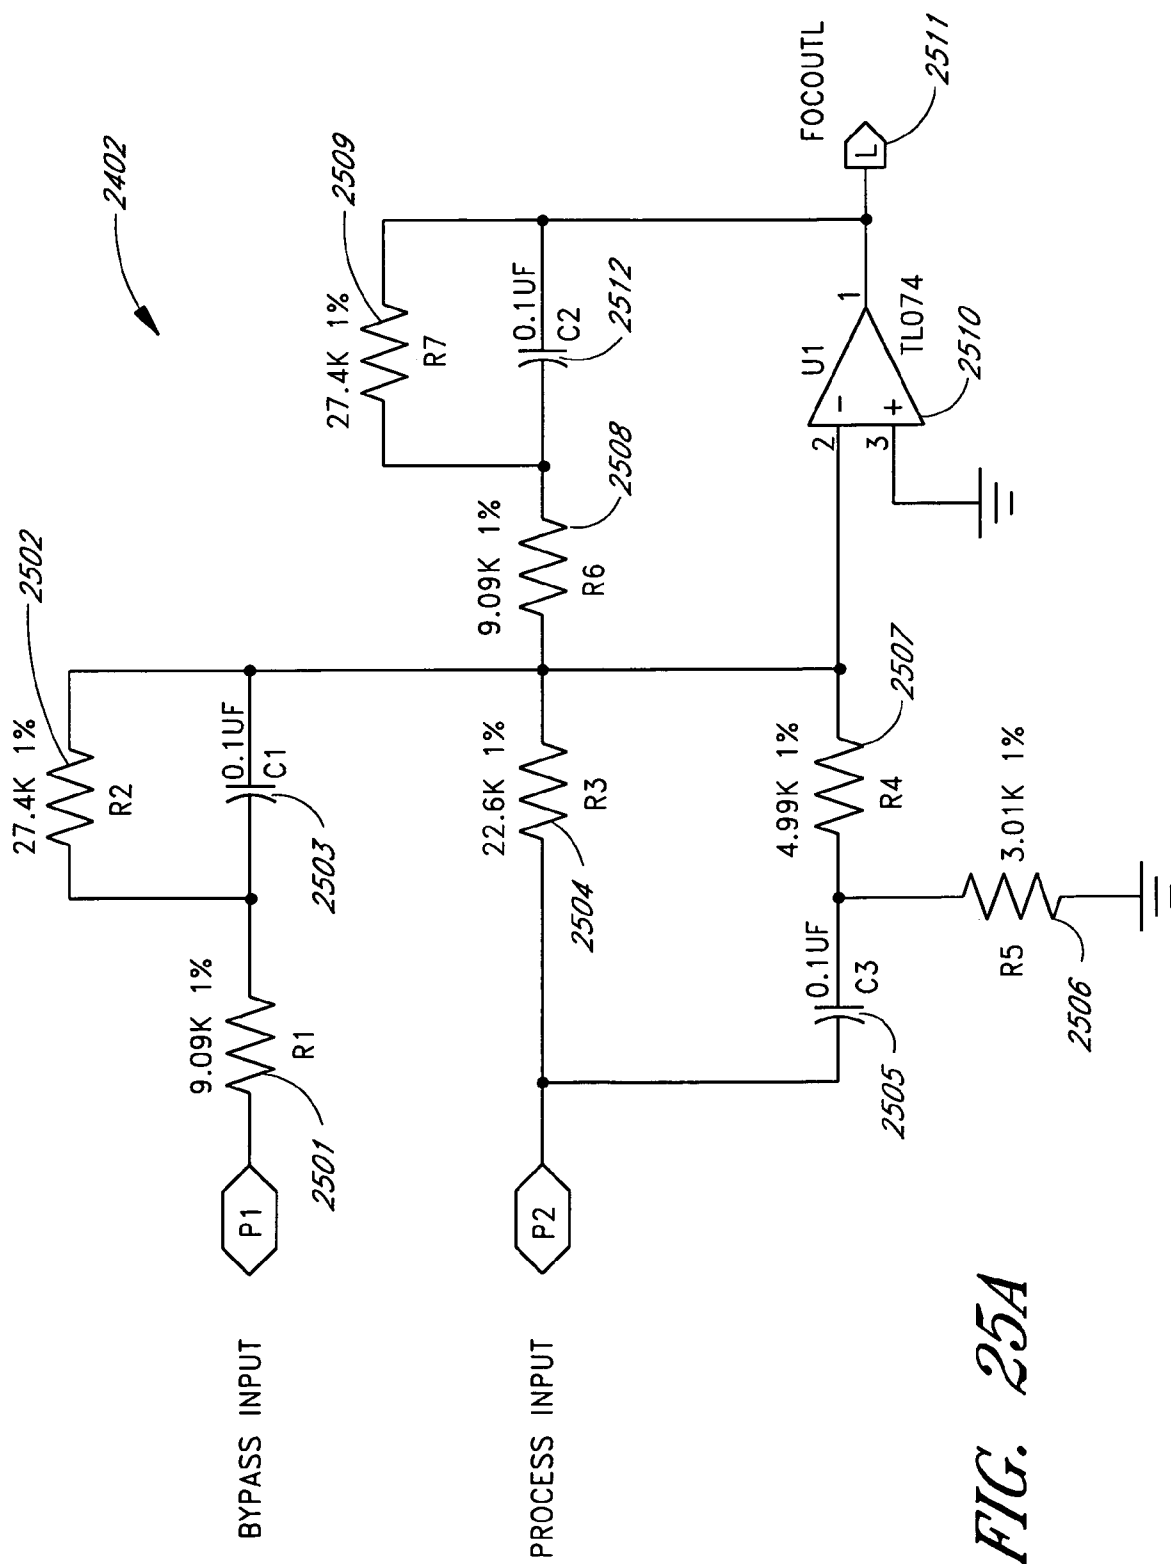 2402
2502
27.4K 1%
R2
0.1UF
C1
2503
9.09K 1%
R1
2501
P1
BYPASS INPUT
2509
27.4K 1%
R7
0.1UF
C2
2512
9.09K 1%
R6
2508
22.6K 1%
R3
2504
P2
PROCESS INPUT
FOCOUTL
L
2511
U1
1
2
3
-
+
TL074
2510
4.99K 1%
R4
2507
0.1UF
C3
2505
3.01K 1%
R5
2506
FIG. 25A